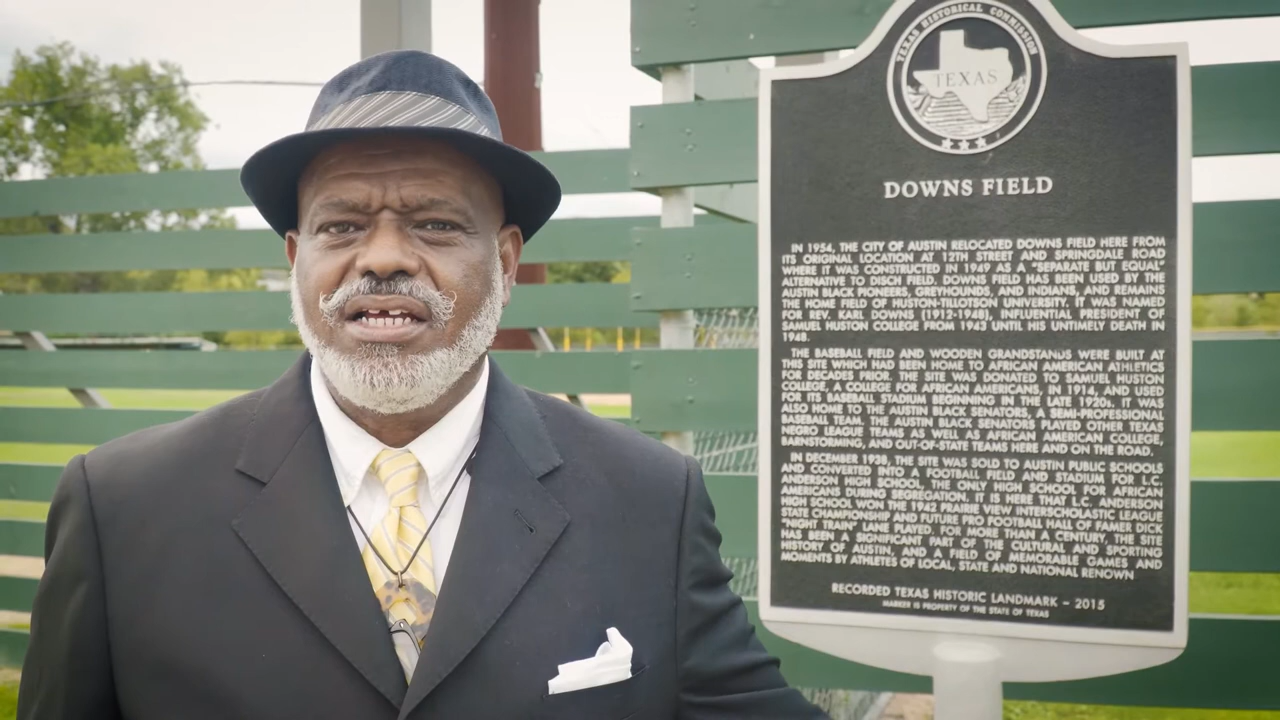 TEXAS HISTORICAL COMMISSION
TEXAS
DOWNS FIELD
IN 1954, THE CITY OF AUSTIN RELOCATED DOWNS FIELD HERE FROM
ITS ORIGINAL LOCATION AT 12TH STREET AND SPRINGDALE ROAD
WHERE IT WAS CONSTRUCTED IN 1949 AS A "SEPARATE BUT EQUAL"
ALTERNATIVE TO DISCH FIELD. DOWNS FIELD HAS BEEN USED BY THE
AUSTIN BLACK PIONEERS, GREYHOUNDS, AND INDIANS, AND REMAINS
THE HOME FIELD OF HUSTON-TILLOTSON UNIVERSITY. IT WAS NAMED
FOR REV. KARL DOWNS (1912-1948), INFLUENTIAL PRESIDENT OF
SAMUEL HUSTON COLLEGE FROM 1943 UNTIL HIS UNTIMELY DEATH IN
1948.
THE BASEBALL FIELD AND WOODEN GRANDSTANDS WERE BUILT AT
THIS SITE WHICH HAD BEEN HOME TO AFRICAN AMERICAN ATHLETICS
FOR DECADES PRIOR. THE SITE WAS DONATED TO SAMUEL HUSTON
COLLEGE, A COLLEGE FOR AFRICAN AMERICANS, IN 1914, AND USED
FOR ITS BASEBALL STADIUM BEGINNING IN THE LATE 1920s. IT WAS
ALSO HOME TO THE AUSTIN BLACK SENATORS, A SEMI-PROFESSIONAL
BASEBALL TEAM. THE AUSTIN BLACK SENATORS PLAYED OTHER TEXAS
NEGRO LEAGUE TEAMS AS WELL AS AFRICAN AMERICAN COLLEGE,
BARNSTORMING, AND OUT-OF-STATE TEAMS HERE AND ON THE ROAD.
IN DECEMBER 1938, THE SITE WAS SOLD TO AUSTIN PUBLIC SCHOOLS
AND CONVERTED INTO A FOOTBALL FIELD AND STADIUM FOR L.C.
ANDERSON HIGH SCHOOL, THE ONLY HIGH SCHOOL FOR AFRICAN
AMERICANS DURING SEGREGATION. IT IS HERE THAT L.C. ANDERSON
HIGH SCHOOL WON THE 1942 PRAIRIE VIEW INTERSCHOLASTIC LEAGUE
STATE CHAMPIONSHIP AND FUTURE PRO FOOTBALL HALL OF FAMER DICK
"NIGHT TRAIN" LANE PLAYED. FOR MORE THAN A CENTURY, THE SITE
HAS BEEN A SIGNIFICANT PART OF THE CULTURAL AND SPORTING
HISTORY OF AUSTIN, AND A FIELD OF MEMORABLE GAMES AND
MOMENTS BY ATHLETES OF LOCAL, STATE AND NATIONAL RENOWN
RECORDED TEXAS HISTORIC LANDMARK – 2015
MARKER IS PROPERTY OF THE STATE OF TEXAS